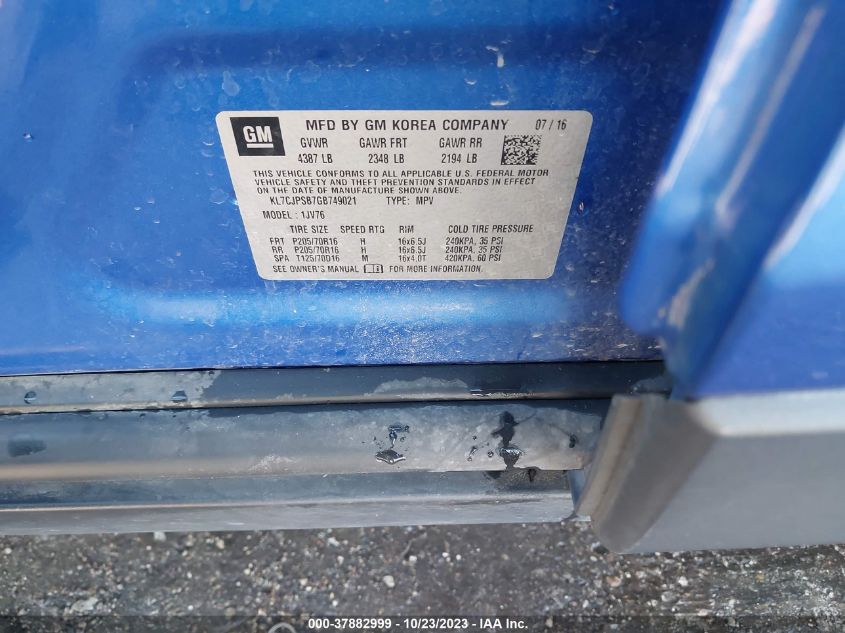 GM
MFD BY GM KOREA COMPANY 07/16
GVWR GAWR FRT GAWR RR
4387 LB 2348 LB 2194 LB
THIS VEHICLE CONFORMS TO ALL APPLICABLE U.S. FEDERAL MOTOR
VEHICLE SAFETY AND THEFT PREVENTION STANDARDS IN EFFECT
ON THE DATE OF MANUFACTURE SHOWN ABOVE.
KL7CJPSB7GB749021 TYPE: MPV
MODEL: 1JV76
TIRE SIZE SPEED RTG RIM COLD TIRE PRESSURE
FRT P205/70R16 H 16x6.5J 240KPA, 35 PSI
RR P205/70R16 H 16x6.5J 240KPA, 35 PSI
SPA T125/70D16 M 16x4.0T 420KPA, 60 PSI
SEE OWNER'S MANUAL FOR MORE INFORMATION.
000-37882999 - 10/23/2023 - IAA Inc.